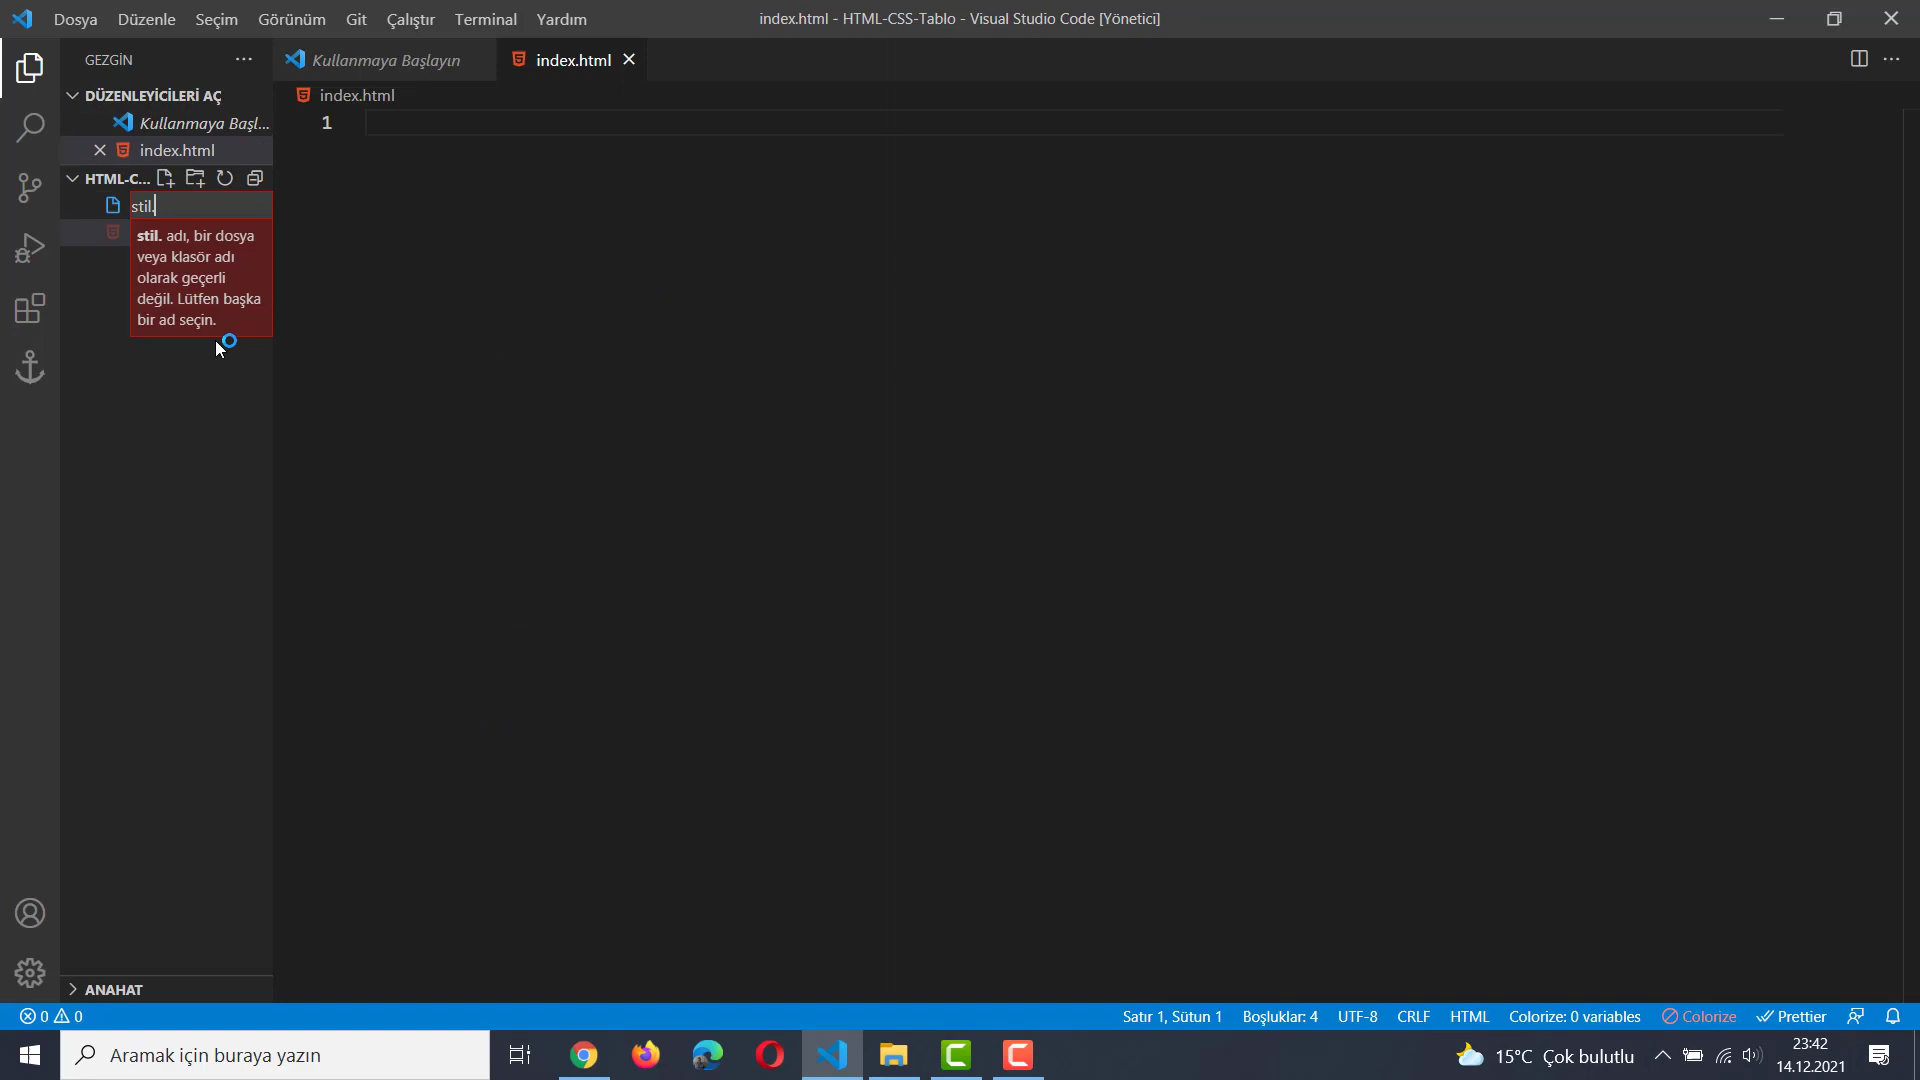 Dosya Düzenle Seçim Görünüm Git Çalıştır Terminal Yardım
index.html - HTML-CSS-Tablo - Visual Studio Code [Yönetici]
GEZGİN
Kullanmaya Başlayın
index.html
DÜZENLEYİCİLERİ AÇ
Kullanmaya Başl...
index.html
HTML-C...
stil.
stil. adı, bir dosya
veya klasör adı
olarak geçerli
değil. Lütfen başka
bir ad seçin.
index.html
1
ANAHAT
0 0
Satır 1, Sütun 1 Boşluklar: 4 UTF-8 CRLF HTML Colorize: 0 variables Colorize Prettier
Aramak için buraya yazın
15°C Çok bulutlu
23:42
14.12.2021